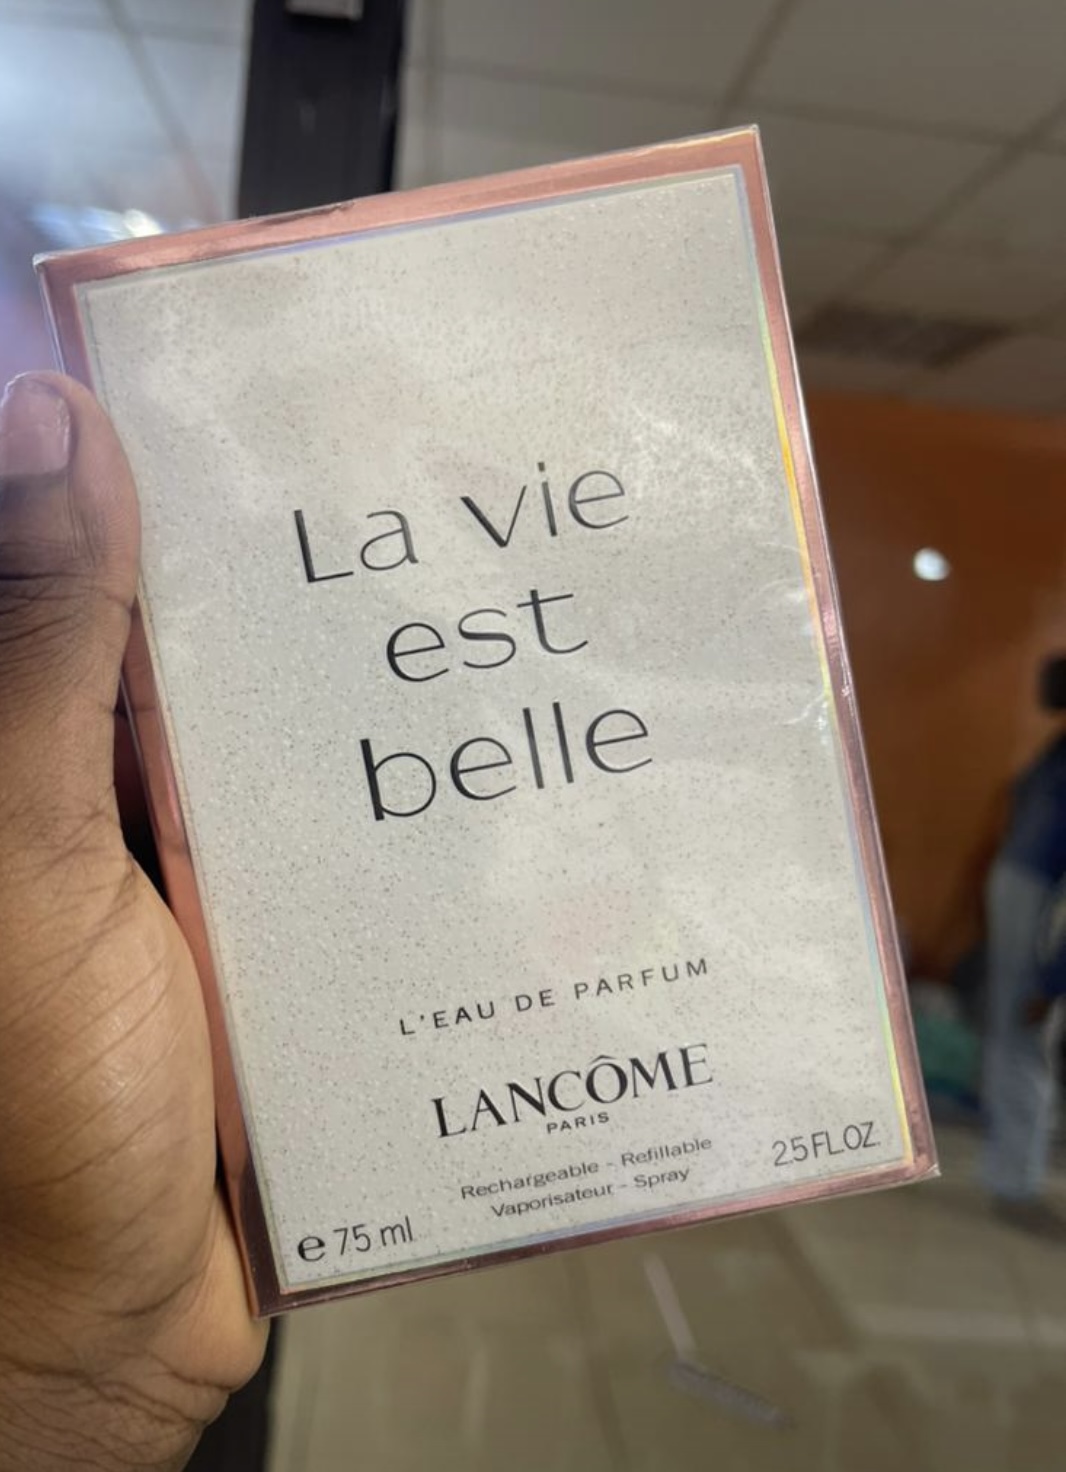 La vie
est
belle
L'EAU DE PARFUM
LANCÔME
PARIS
Rechargeable - Refillable
Vaporisateur - Spray
℮ 75 ml
2.5 FL.OZ.